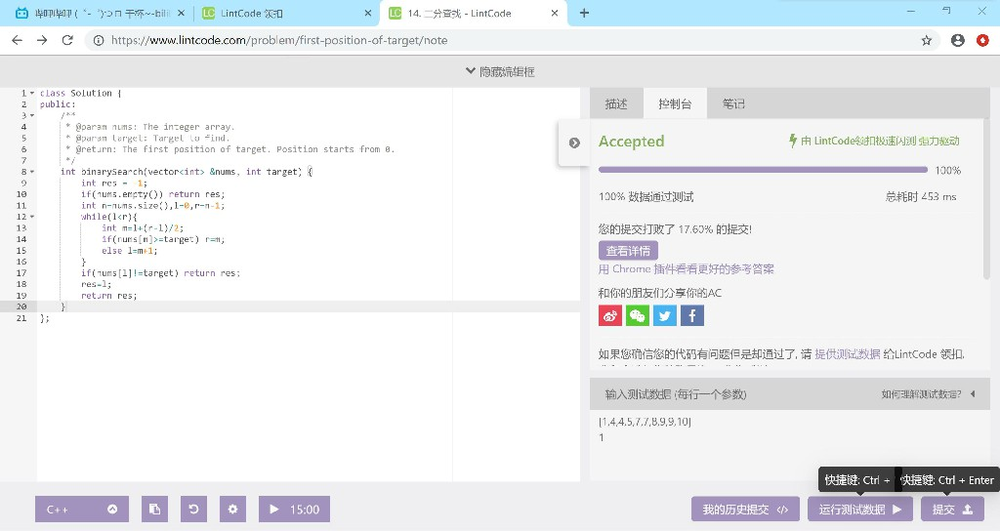 哔哩哔哩 ( ゜- ゜)つロ 干杯~-bili
LintCode 领扣
14. 二分查找 - LintCode
https://www.lintcode.com/problem/first-position-of-target/note
隐藏编辑框
1 class Solution {
2 public:
3 /**
4 * @param nums: The integer array.
5 * @param target: Target to find.
6 * @return: The first position of target. Position starts from 0.
7 */
8 int binarySearch(vector<int> &nums, int target) {
9 int res = -1;
10 if(nums.empty()) return res;
11 int n=nums.size(),l=0,r=n-1;
12 while(l<r){
13 int m=l+(r-l)/2;
14 if(nums[m]>=target) r=m;
15 else l=m+1;
16 }
17 if(nums[l]!=target) return res;
18 res=l;
19 return res;
20 }
21 };
描述
控制台
笔记
Accepted
由 LintCode领扣极速闪测 强力驱动
100%
100% 数据通过测试
总耗时 453 ms
您的提交打败了 17.60% 的提交!
查看详情
用 Chrome 插件看看更好的参考答案
和你的朋友们分享你的AC
如果您确信您的代码有问题但是却通过了, 请 提供测试数据 给LintCode 领扣,
输入测试数据 (每行一个参数)
如何理解测试数据?
[1,4,4,5,7,7,8,9,9,10]
1
快捷键: Ctrl +
快捷键: Ctrl + Enter
C++
15:00
我的历史提交
运行测试数据
提交